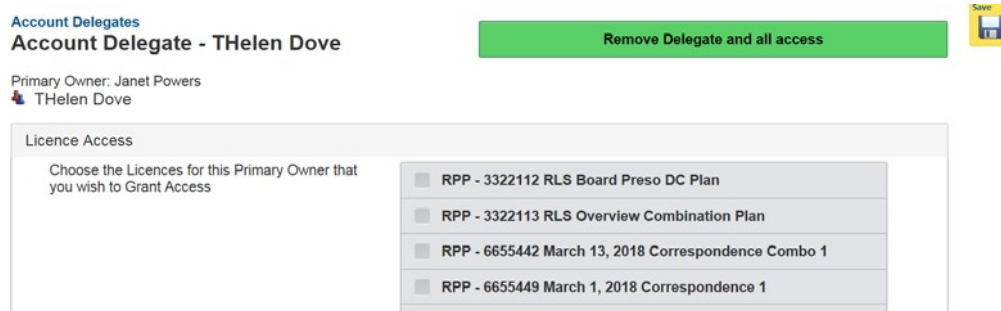 Account Delegates
Account Delegate - THelen Dove
Remove Delegate and all access
Save
Primary Owner: Janet Powers
THelen Dove
Licence Access
Choose the Licences for this Primary Owner that
you wish to Grant Access
RPP - 3322112 RLS Board Preso DC Plan
RPP - 3322113 RLS Overview Combination Plan
RPP - 6655442 March 13, 2018 Correspondence Combo 1
RPP - 6655449 March 1, 2018 Correspondence 1